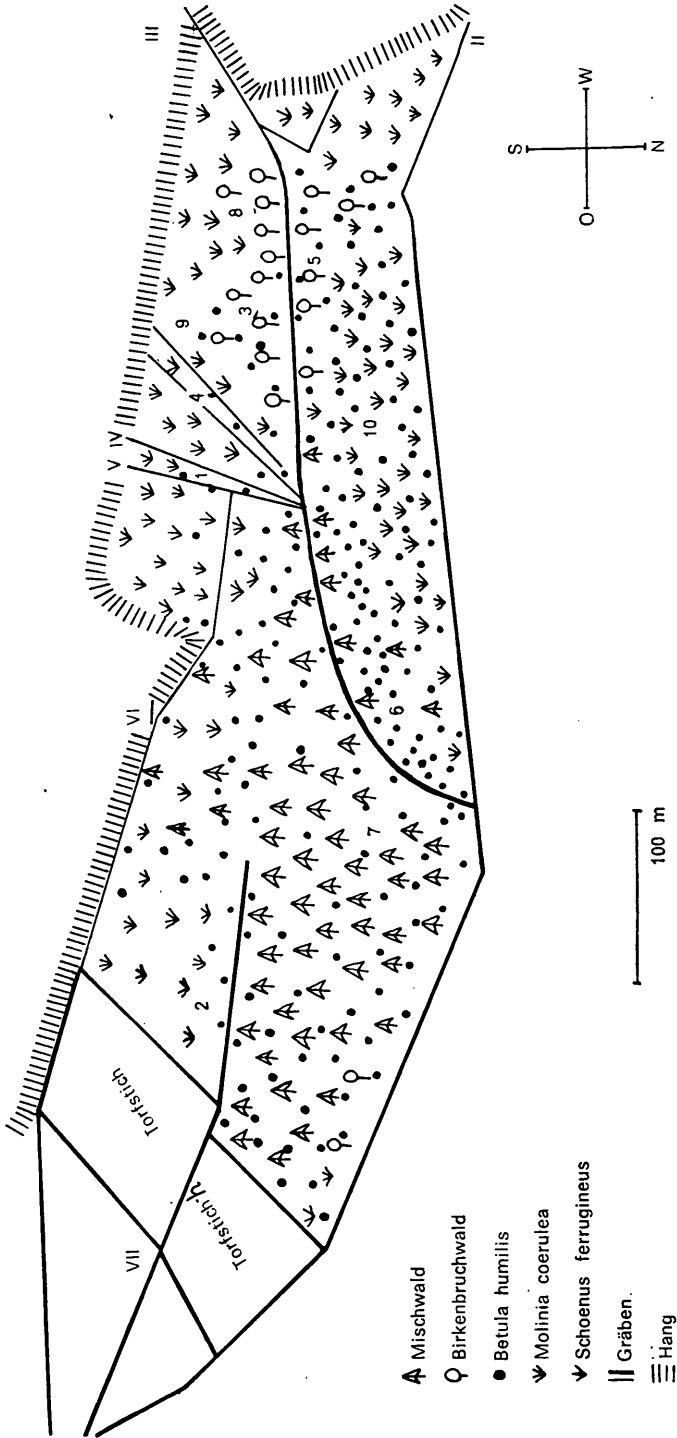 III
II
S
O
W
N
8
9
3
5
4
IV
V
1
10
VI
6
7
2
Torfstich
Torfstich
VII
100 m
Mischwald
Birkenbruchwald
Betula humilis
Molinia coerulea
Schoenus ferrugineus
Gräben.
Hang